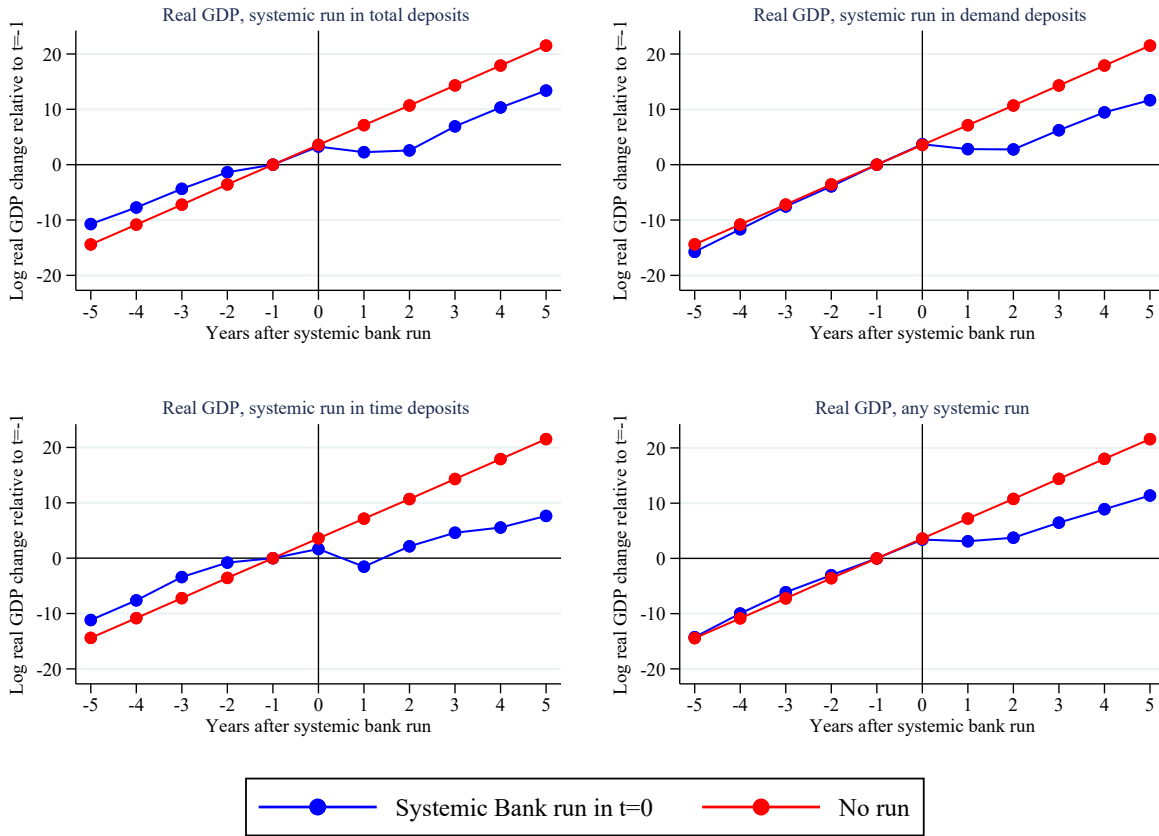 Real GDP, systemic run in total deposits
Log real GDP change relative to t=-1
20
10
0
-10
-20
-5 -4 -3 -2 -1 0 1 2 3 4 5
Years after systemic bank run
Real GDP, systemic run in demand deposits
Log real GDP change relative to t=-1
20
10
0
-10
-20
-5 -4 -3 -2 -1 0 1 2 3 4 5
Years after systemic bank run
Real GDP, systemic run in time deposits
Log real GDP change relative to t=-1
20
10
0
-10
-20
-5 -4 -3 -2 -1 0 1 2 3 4 5
Years after systemic bank run
Real GDP, any systemic run
Log real GDP change relative to t=-1
20
10
0
-10
-20
-5 -4 -3 -2 -1 0 1 2 3 4 5
Years after systemic bank run
Systemic Bank run in t=0 No run